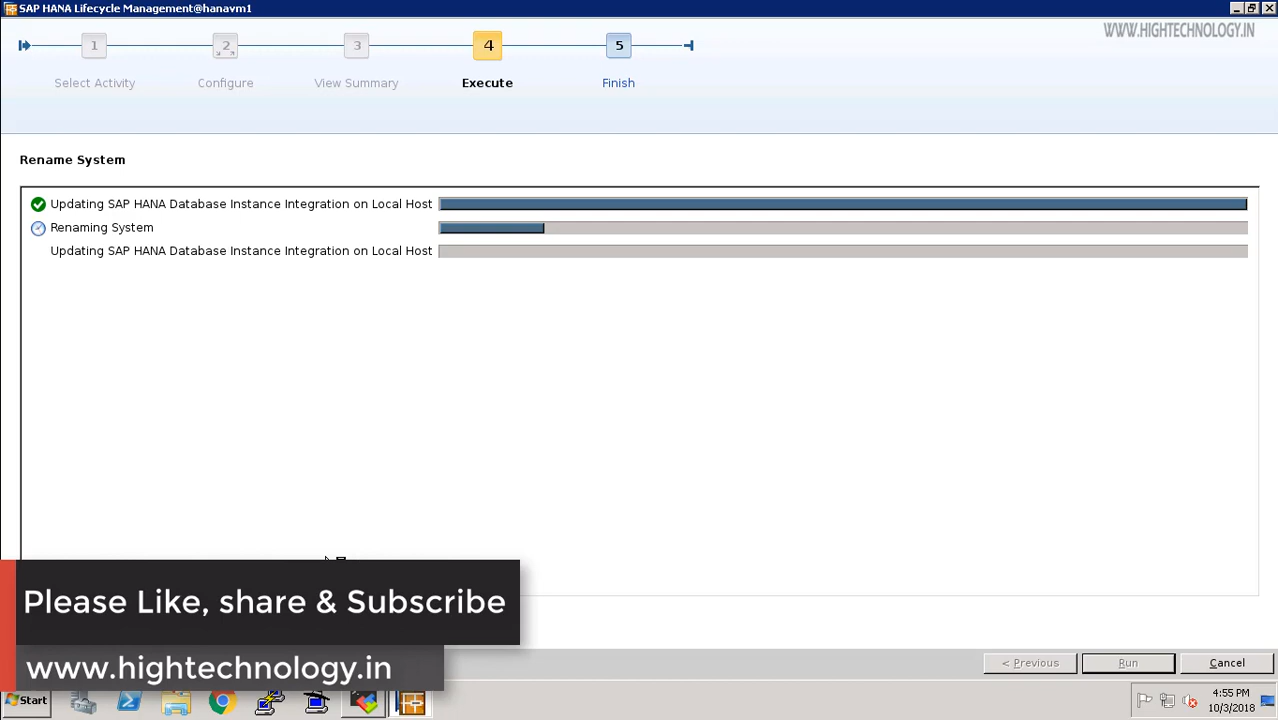 SAP HANA Lifecycle Management@hanavm1
WWW.HIGHTECHNOLOGY.IN
1 2 3 4 5
Select Activity Configure View Summary Execute Finish
Rename System
Updating SAP HANA Database Instance Integration on Local Host
Renaming System
Updating SAP HANA Database Instance Integration on Local Host
Please Like, share & Subscribe
www.hightechnology.in
< Previous Run Cancel
Start
4:55 PM
10/3/2018